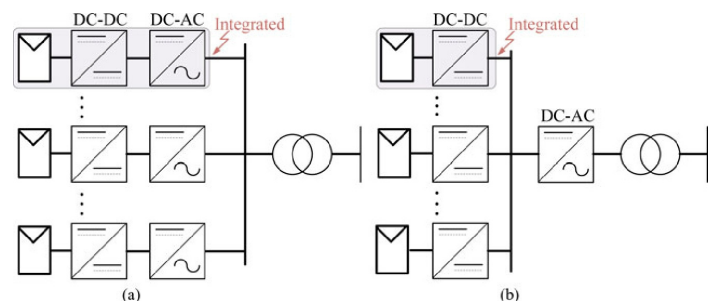 DC-DC DC-AC
Integrated
DC-DC
Integrated
DC-AC
(a)
(b)